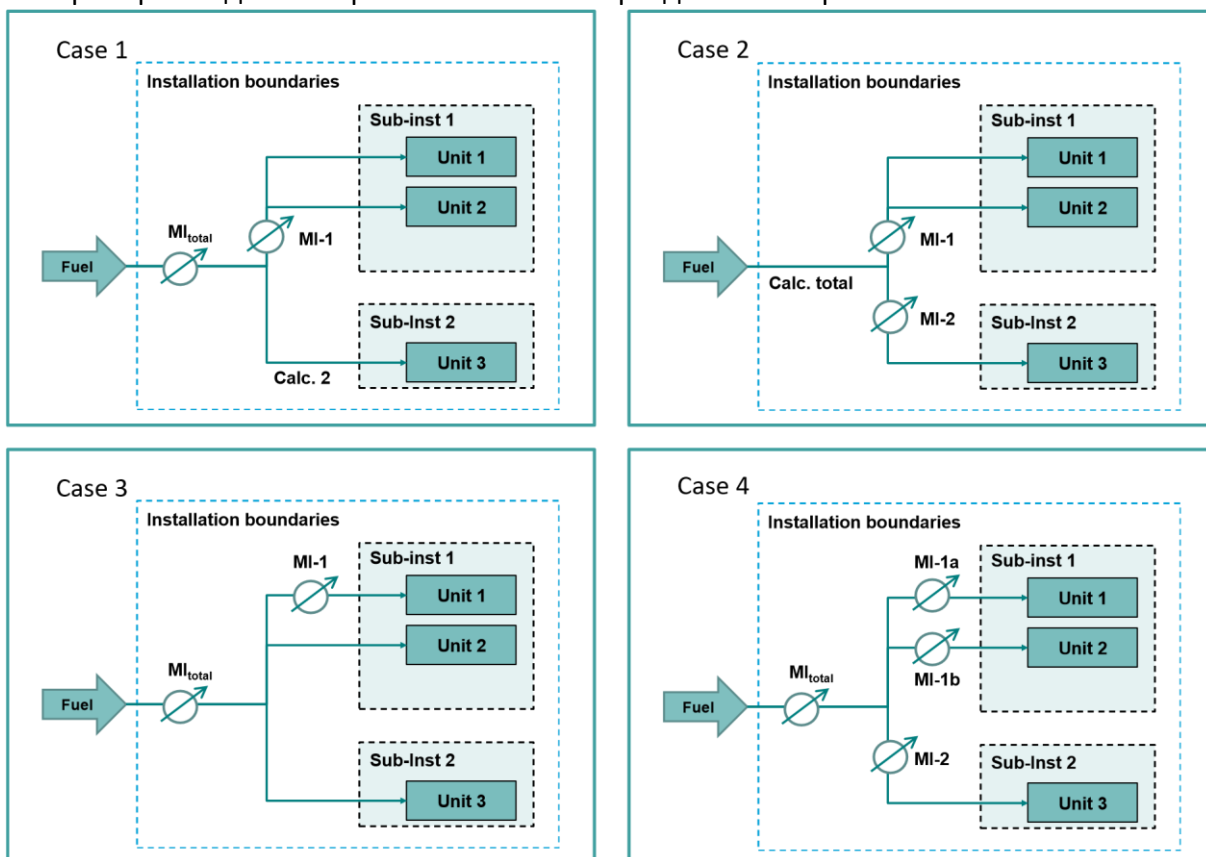 Case 1
Installation boundaries
Sub-inst 1
Unit 1
Unit 2
MI-1
MItotal
Fuel
Sub-Inst 2
Unit 3
Calc. 2
Case 2
Installation boundaries
Sub-inst 1
Unit 1
Unit 2
MI-1
Fuel
Calc. total
MI-2
Sub-Inst 2
Unit 3
Case 3
Installation boundaries
MI-1
Sub-inst 1
Unit 1
Unit 2
MItotal
Fuel
Sub-Inst 2
Unit 3
Case 4
Installation boundaries
MI-1a
Sub-inst 1
Unit 1
Unit 2
MI-1b
MItotal
Fuel
MI-2
Sub-Inst 2
Unit 3